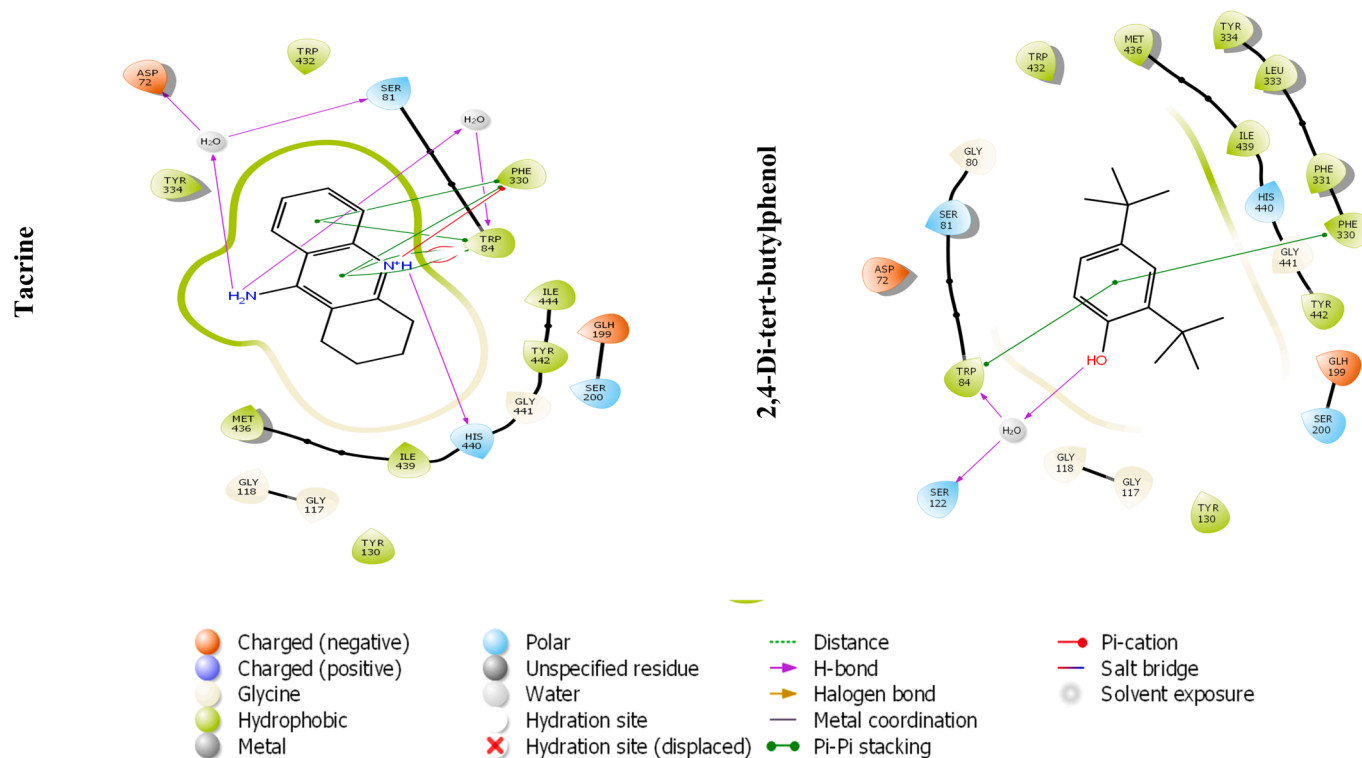 Tacrine
TRP
432
ASP
72
SER
81
H₂O
H₂O
TYR
334
PHE
330
TRP
84
N⁺H
H₂N
ILE
444
GLH
199
TYR
442
SER
200
GLY
441
MET
436
HIS
440
ILE
439
GLY
118
GLY
117
TYR
130
2,4-Di-tert-butylphenol
TYR
334
MET
436
TRP
432
LEU
333
ILE
439
GLY
80
PHE
331
HIS
440
SER
81
PHE
330
GLY
441
ASP
72
TYR
442
HO
TRP
84
GLH
199
SER
200
H₂O
GLY
118
GLY
117
SER
122
TYR
130
Charged (negative)
Charged (positive)
Glycine
Hydrophobic
Metal
Polar
Unspecified residue
Water
Hydration site
Hydration site (displaced)
Distance
H-bond
Halogen bond
Metal coordination
Pi-Pi stacking
Pi-cation
Salt bridge
Solvent exposure